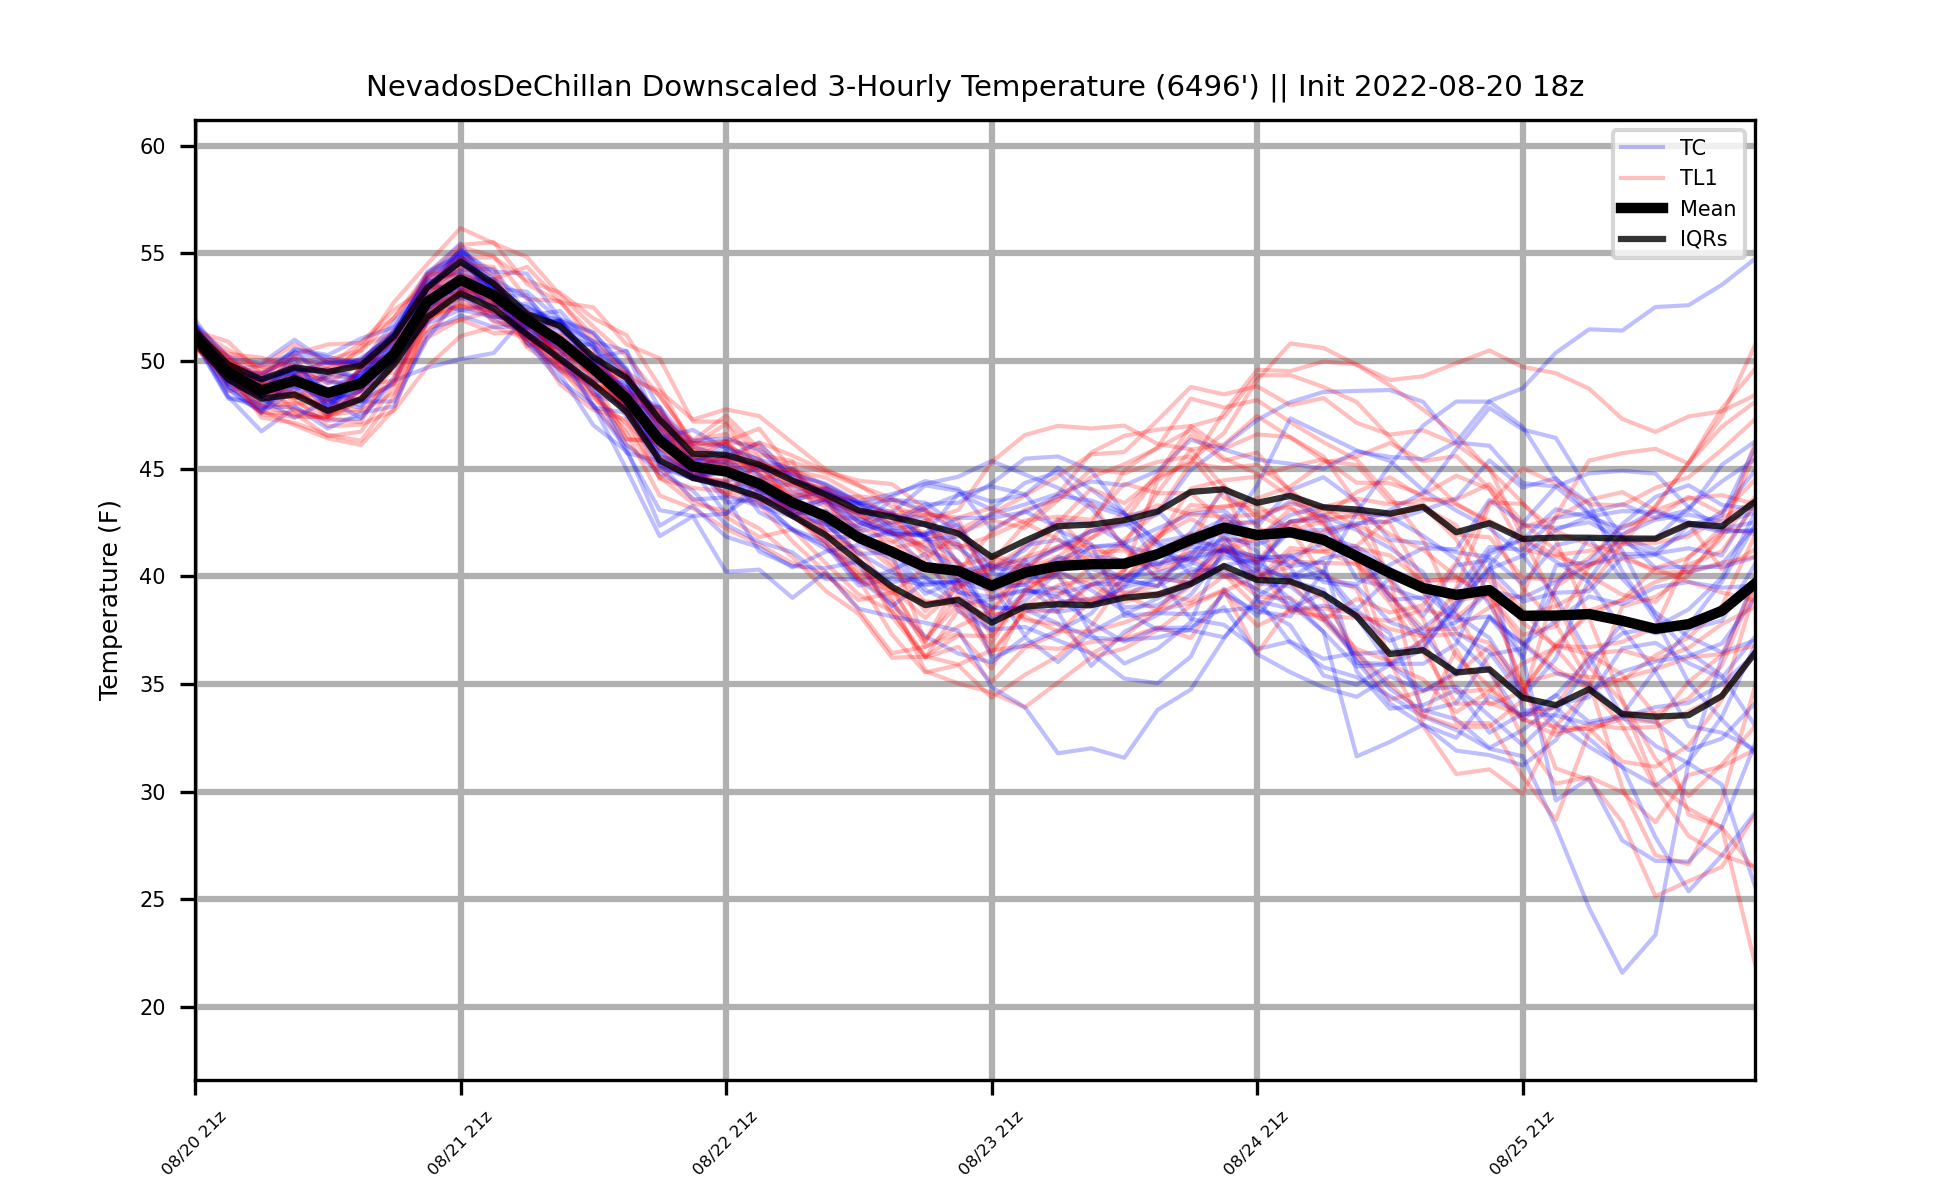 NevadosDeChillan Downscaled 3-Hourly Temperature (6496') || Init 2022-08-20 18z
TC
TL1
Mean
IQRs
Temperature (F)
60
55
50
45
40
35
30
25
20
08/20 21z
08/21 21z
08/22 21z
08/23 21z
08/24 21z
08/25 21z